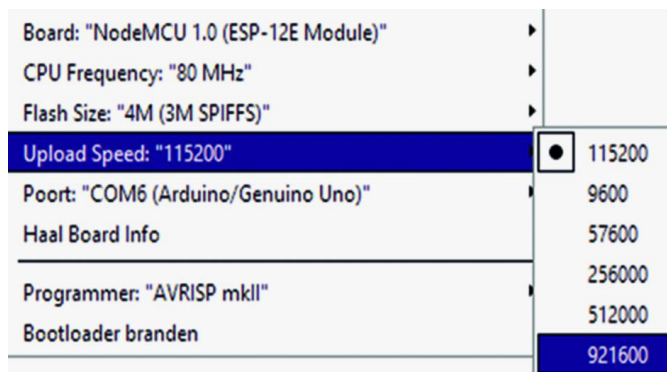 Board: "NodeMCU 1.0 (ESP-12E Module)"
CPU Frequency: "80 MHz"
Flash Size: "4M (3M SPIFFS)"
Upload Speed: "115200"
Poort: "COM6 (Arduino/Genuino Uno)"
Haal Board Info
Programmer: "AVRISP mkII"
Bootloader branden
115200
9600
57600
256000
512000
921600